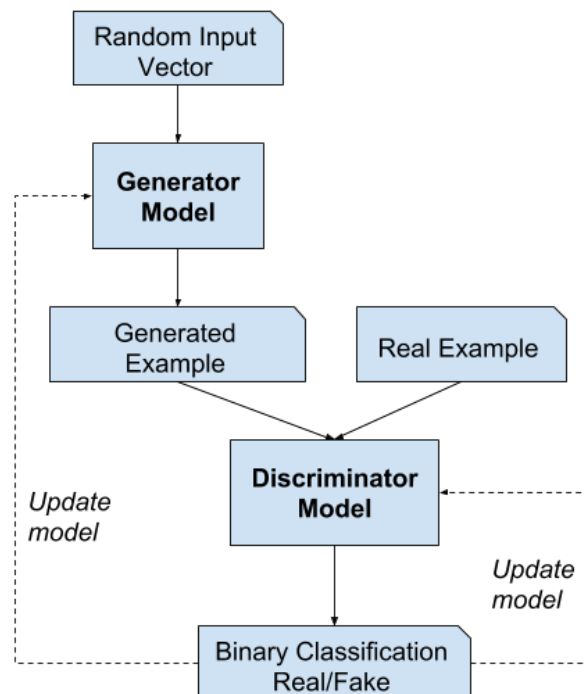 Random Input
Vector
Generator
Model
Generated
Example
Real Example
Discriminator
Model
Update
model
Update
model
Binary Classification
Real/Fake